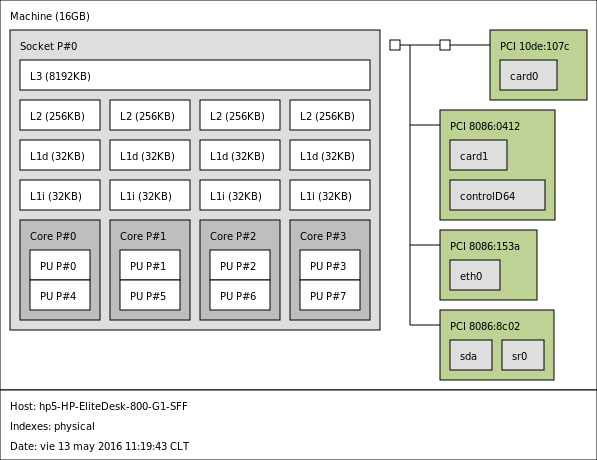 Machine (16GB)
Socket P#0
L3 (8192KB)
L2 (256KB) L2 (256KB) L2 (256KB) L2 (256KB)
L1d (32KB) L1d (32KB) L1d (32KB) L1d (32KB)
L1i (32KB) L1i (32KB) L1i (32KB) L1i (32KB)
Core P#0 Core P#1 Core P#2 Core P#3
PU P#0 PU P#1 PU P#2 PU P#3
PU P#4 PU P#5 PU P#6 PU P#7
PCI 10de:107c
card0
PCI 8086:0412
card1
controlD64
PCI 8086:153a
eth0
PCI 8086:8c02
sda sr0
Host: hp5-HP-EliteDesk-800-G1-SFF
Indexes: physical
Date: vie 13 may 2016 11:19:43 CLT